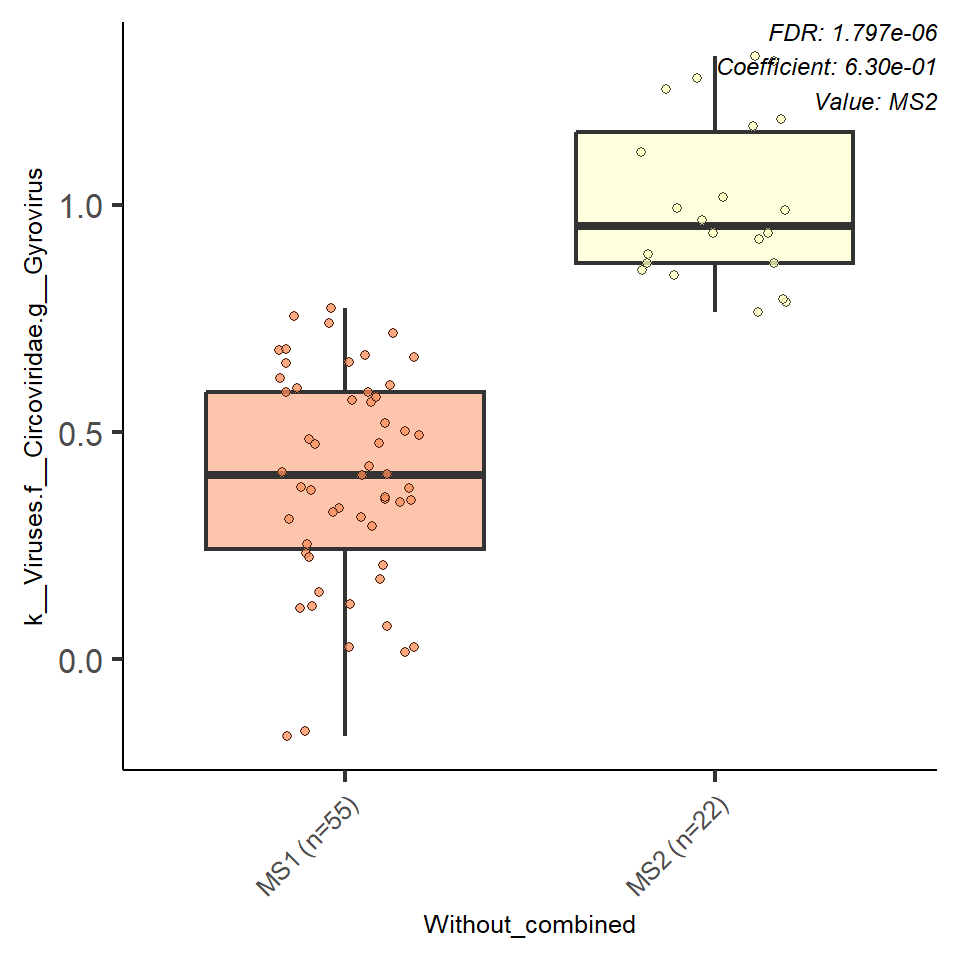 FDR: 1.797e-06
Coefficient: 6.30e-01
Value: MS2
k__Viruses.f__Circoviridae.g__Gyrovirus
1.0
0.5
0.0
MS1 (n=55)
MS2 (n=22)
Without_combined